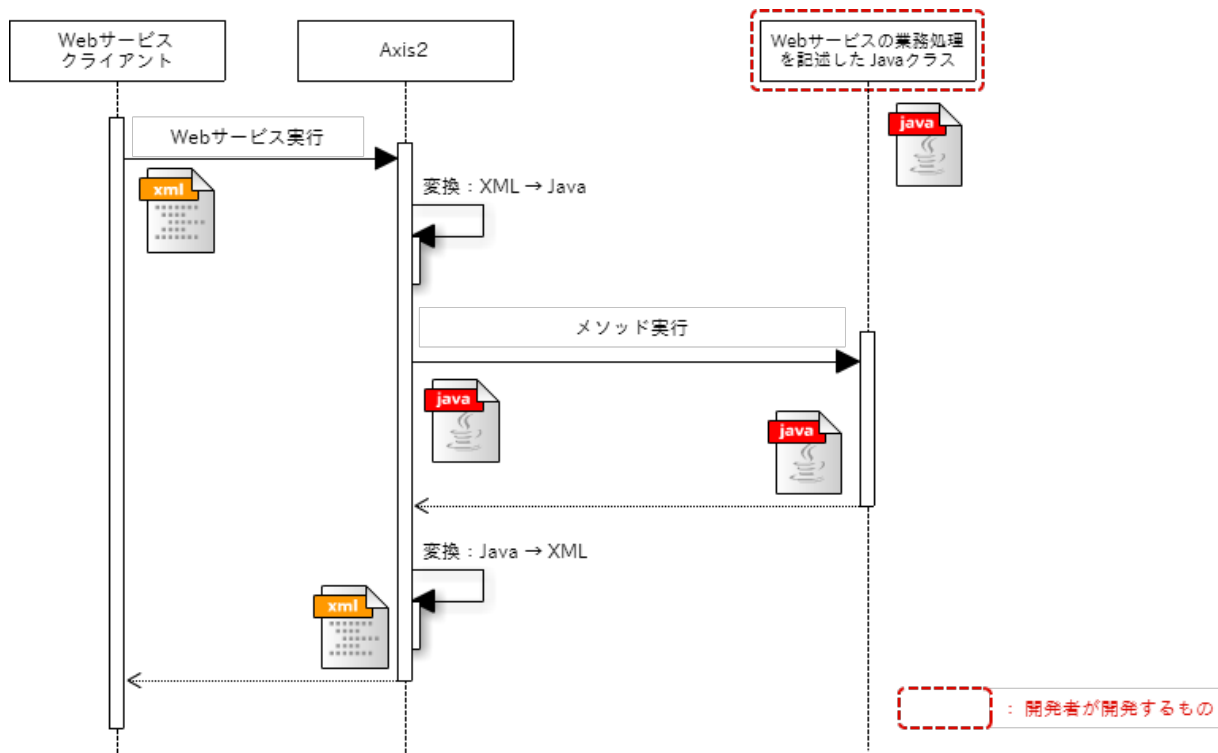 Webサービス
クライアント
Axis2
Webサービスの業務処理
を記述した Javaクラス
java
Webサービス実行
xml
変換：XML → Java
メソッド実行
java
java
変換：Java → XML
xml
： 開発者が開発するもの